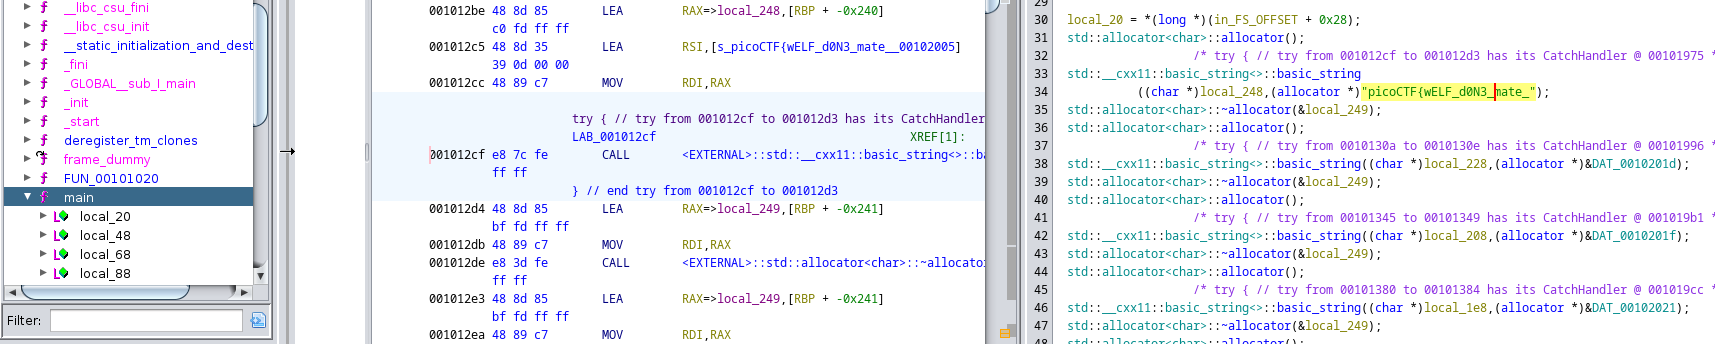 __libc_csu_fini
__libc_csu_init
__static_initialization_and_dest
_fini
_GLOBAL__sub_I_main
_init
_start
deregister_tm_clones
frame_dummy
FUN_00101020
main
local_20
local_48
local_68
local_88
Filter:
001012be 48 8d 85 LEA RAX=>local_248,[RBP + -0x240]
c0 fd ff ff
001012c5 48 8d 35 LEA RSI,[s_picoCTF{wELF_d0N3_mate__00102005]
39 0d 00 00
001012cc 48 89 c7 MOV RDI,RAX
try { // try from 001012cf to 001012d3 has its CatchHandler
LAB_001012cf XREF[1]:
001012cf e8 7c fe CALL <EXTERNAL>::std::__cxx11::basic_string<>::ba
ff ff
} // end try from 001012cf to 001012d3
001012d4 48 8d 85 LEA RAX=>local_249,[RBP + -0x241]
bf fd ff ff
001012db 48 89 c7 MOV RDI,RAX
001012de e8 3d fe CALL <EXTERNAL>::std::allocator<char>::~allocato
ff ff
001012e3 48 8d 85 LEA RAX=>local_249,[RBP + -0x241]
bf fd ff ff
001012ea 48 89 c7 MOV RDI,RAX
29
30 local_20 = *(long *)(in_FS_OFFSET + 0x28);
31 std::allocator<char>::allocator();
32 /* try { // try from 001012cf to 001012d3 has its CatchHandler @ 00101975 *
33 std::__cxx11::basic_string<>::basic_string
34 ((char *)local_248,(allocator *)"picoCTF{wELF_d0N3_mate_");
35 std::allocator<char>::~allocator(&local_249);
36 std::allocator<char>::allocator();
37 /* try { // try from 0010130a to 0010130e has its CatchHandler @ 00101996 *
38 std::__cxx11::basic_string<>::basic_string((char *)local_228,(allocator *)&DAT_0010201d);
39 std::allocator<char>::~allocator(&local_249);
40 std::allocator<char>::allocator();
41 /* try { // try from 00101345 to 00101349 has its CatchHandler @ 001019b1 *
42 std::__cxx11::basic_string<>::basic_string((char *)local_208,(allocator *)&DAT_0010201f);
43 std::allocator<char>::~allocator(&local_249);
44 std::allocator<char>::allocator();
45 /* try { // try from 00101380 to 00101384 has its CatchHandler @ 001019cc *
46 std::__cxx11::basic_string<>::basic_string((char *)local_1e8,(allocator *)&DAT_00102021);
47 std::allocator<char>::~allocator(&local_249);